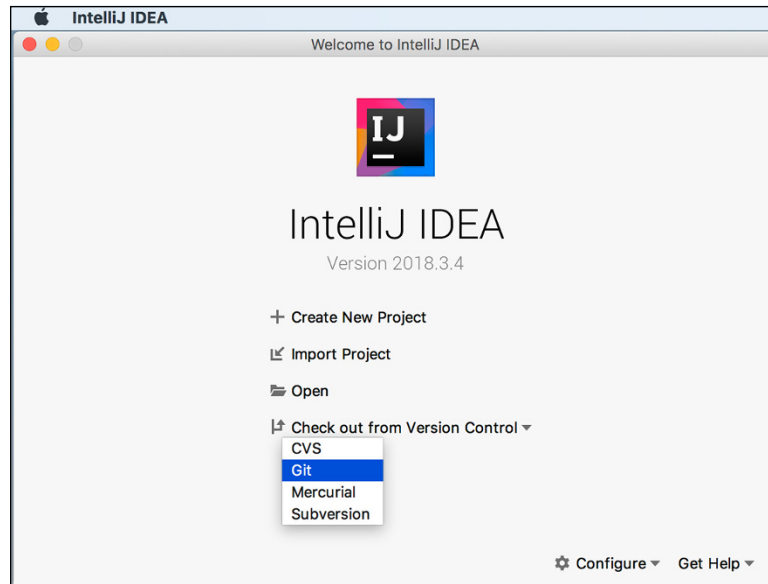 IntelliJ IDEA
Welcome to IntelliJ IDEA
IJ
IntelliJ IDEA
Version 2018.3.4
Create New Project
Import Project
Open
Check out from Version Control
CVS
Git
Mercurial
Subversion
Configure Get Help